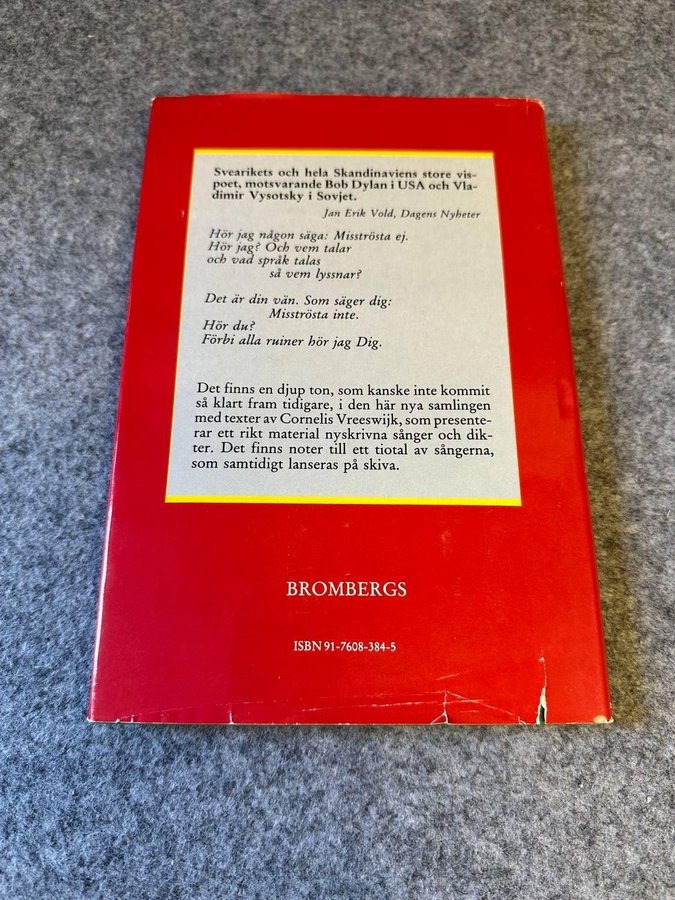 Svearikets och hela Skandinaviens store vis-
poet, motsvarande Bob Dylan i USA och Vla-
dimir Vysotsky i Sovjet.
Jan Erik Vold, Dagens Nyheter
Hör jag någon säga: Misströsta ej.
Hör jag? Och vem talar
och vad språk talas
så vem lyssnar?
Det är din vän. Som säger dig:
Misströsta inte.
Hör du?
Förbi alla ruiner hör jag Dig.
Det finns en djup ton, som kanske inte kommit
så klart fram tidigare, i den här nya samlingen
med texter av Cornelis Vreeswijk, som presente-
rar ett rikt material nyskrivna sånger och dik-
ter. Det finns noter till ett tiotal av sångerna,
som samtidigt lanseras på skiva.
BROMBERGS
ISBN 91-7608-384-5